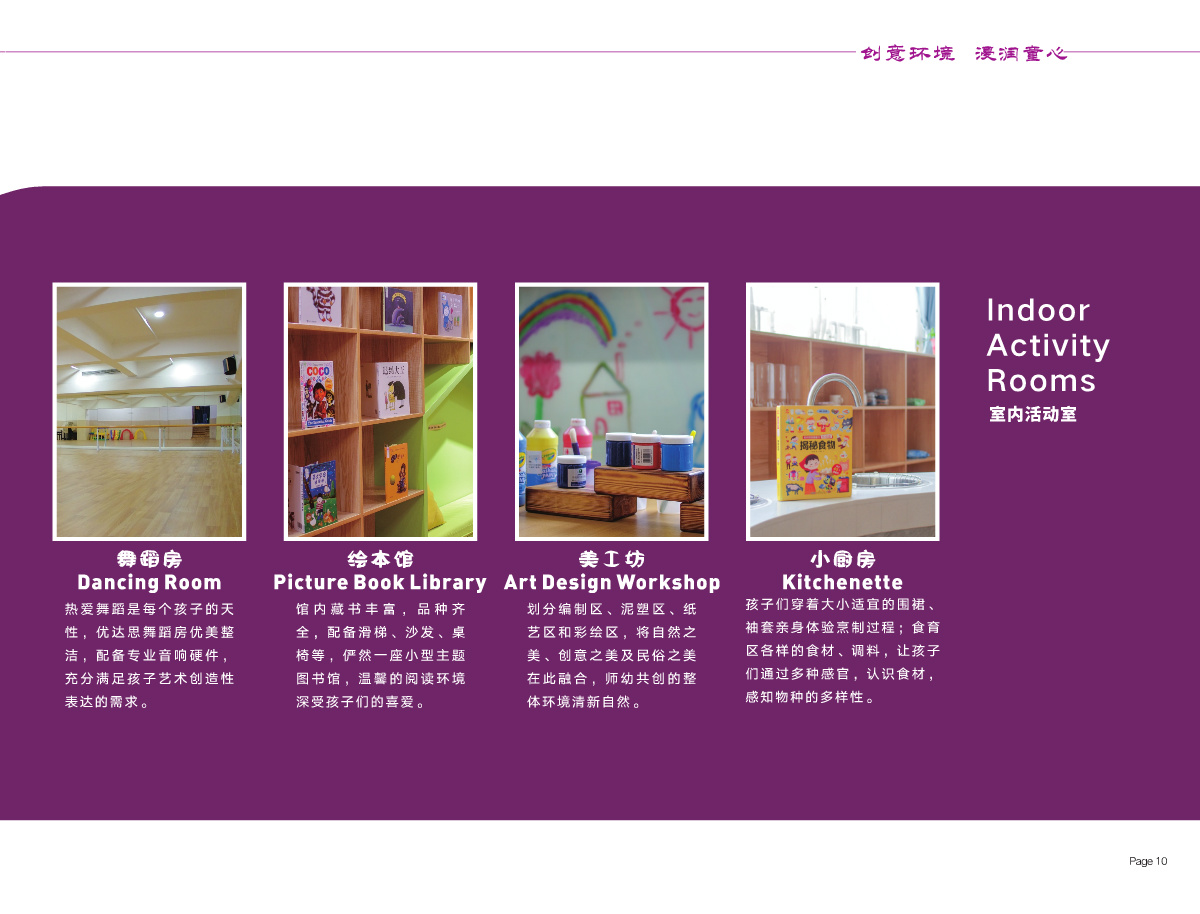 创意环境 浸润童心
Indoor
Activity
Rooms
室内活动室
COCO
揭秘食物
舞蹈房
Dancing Room
热爱舞蹈是每个孩子的天
性，优达思舞蹈房优美整
洁，配备专业音响硬件，
充分满足孩子艺术创造性
表达的需求。
绘本馆
Picture Book Library
馆内藏书丰富，品种齐
全，配备滑梯、沙发、桌
椅等，俨然一座小型主题
图书馆，温馨的阅读环境
深受孩子们的喜爱。
美工坊
Art Design Workshop
划分编制区、泥塑区、纸
艺区和彩绘区，将自然之
美、创意之美及民俗之美
在此融合，师幼共创的整
体环境清新自然。
小厨房
Kitchenette
孩子们穿着大小适宜的围裙、
袖套亲身体验烹制过程；食育
区各样的食材、调料，让孩子
们通过多种感官，认识食材，
感知物种的多样性。
Page 10